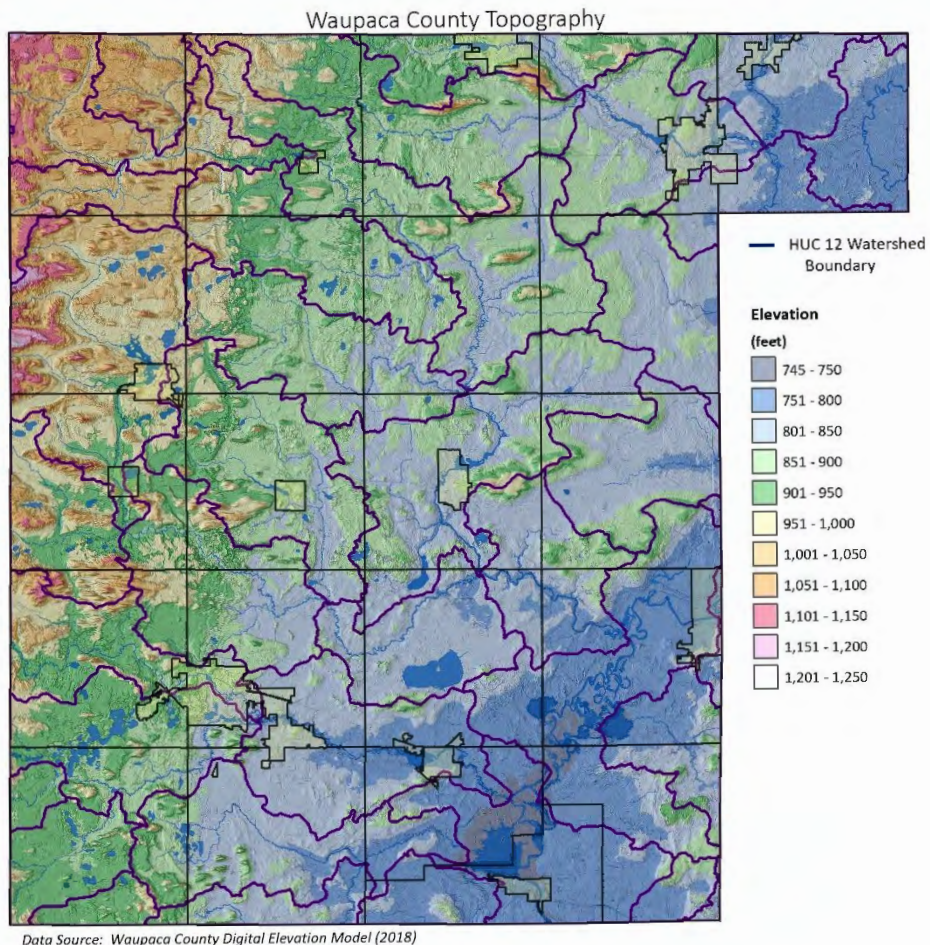 Waupaca County Topography
HUC 12 Watershed
Boundary
Elevation
(feet)
745 - 750
751 - 800
801 - 850
851 - 900
901 - 950
951 - 1,000
1,001 - 1,050
1,051 - 1,100
1,101 - 1,150
1,151 - 1,200
1,201 - 1,250
Data Source: Waupaca County Digital Elevation Model (2018)